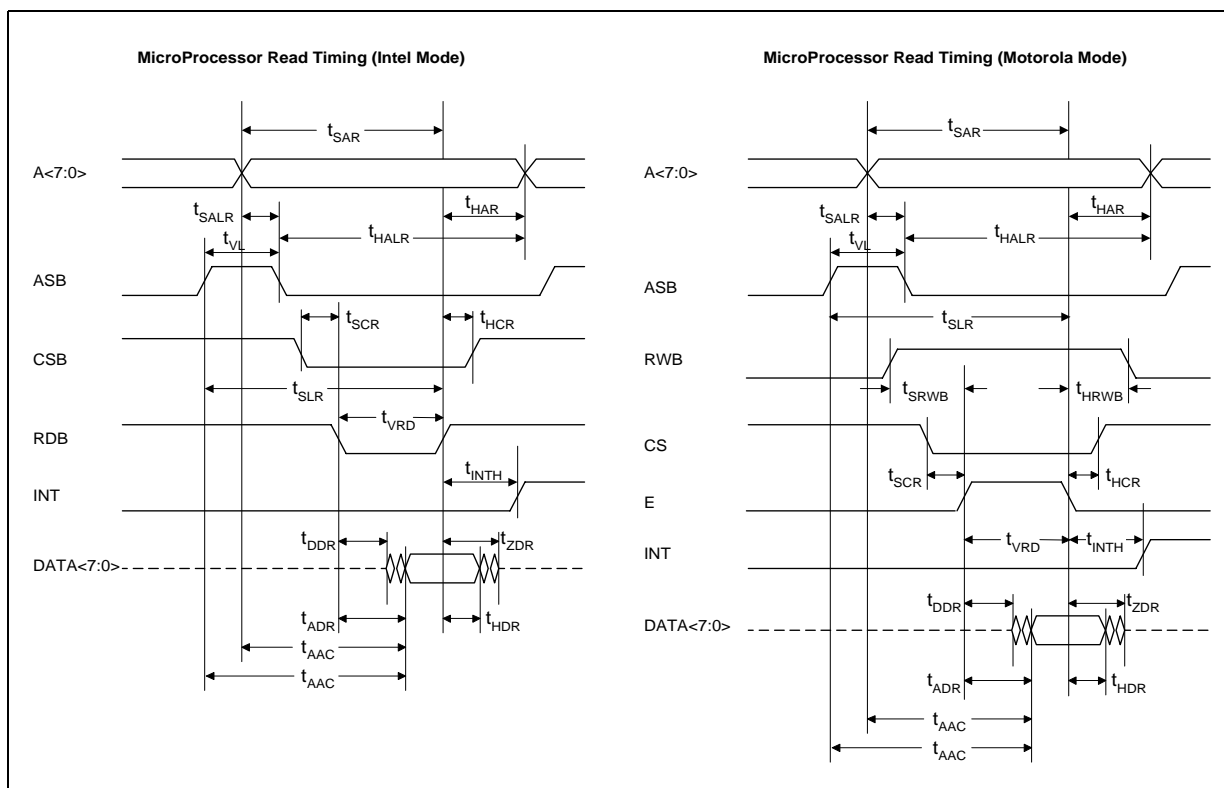 MicroProcessor Read Timing (Intel Mode)
tSAR
A<7:0>
tSALR
tHAR
tVL
tHALR
ASB
tSCR
tHCR
CSB
tSLR
tVRD
RDB
tINTH
INT
tDDR
tZDR
DATA<7:0>
tADR
tHDR
tAAC
tAAC
MicroProcessor Read Timing (Motorola Mode)
tSAR
A<7:0>
tSALR
tHAR
tVL
tHALR
ASB
tSLR
RWB
tSRWB
tHRWB
CS
tSCR
tHCR
E
tVRD
tINTH
INT
tDDR
tZDR
DATA<7:0>
tADR
tHDR
tAAC
tAAC